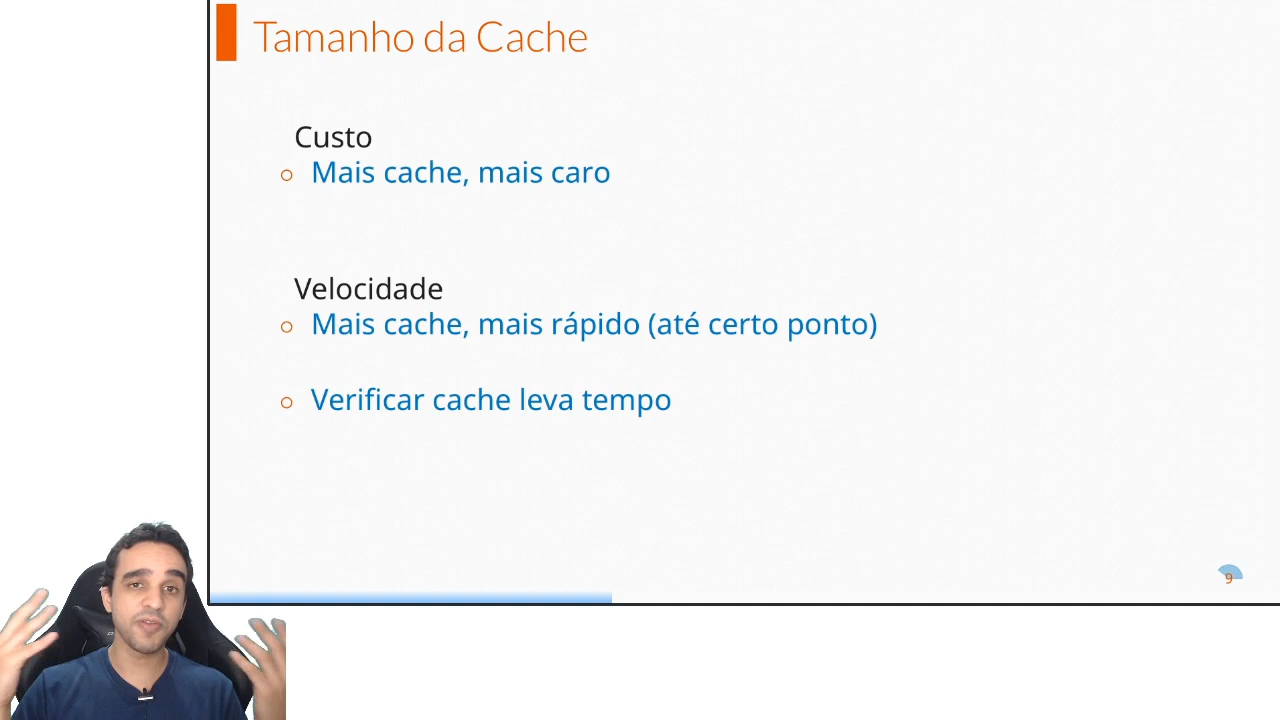 Tamanho da Cache
Custo
Mais cache, mais caro
Velocidade
Mais cache, mais rápido (até certo ponto)
Verificar cache leva tempo
9